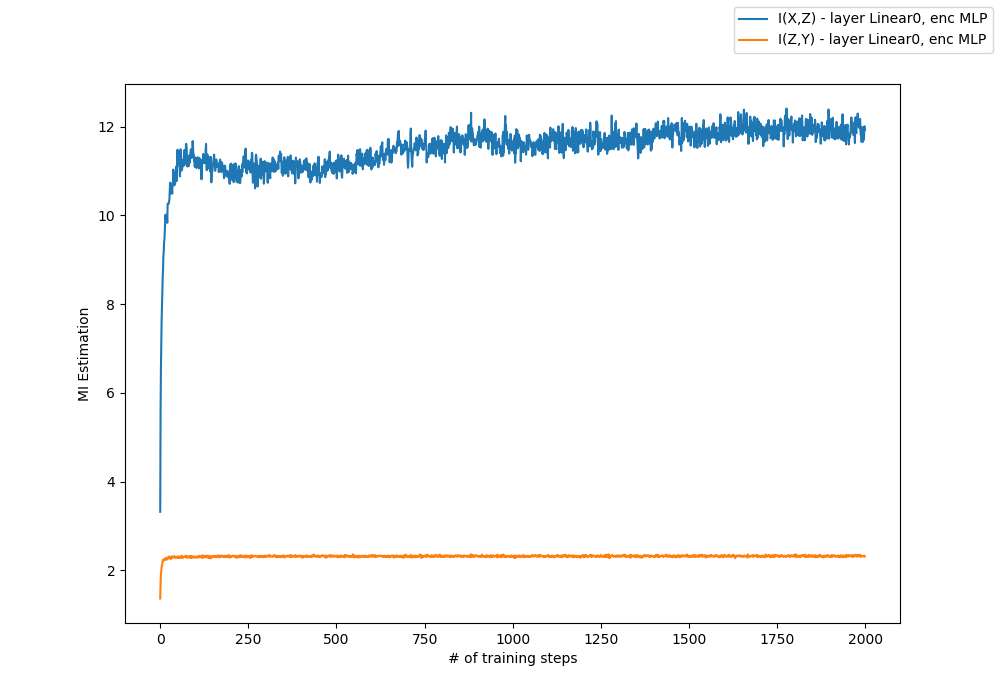 I(X,Z) - layer Linear0, enc MLP
I(Z,Y) - layer Linear0, enc MLP
12
10
8
6
4
2
MI Estimation
0 250 500 750 1000 1250 1500 1750 2000
# of training steps